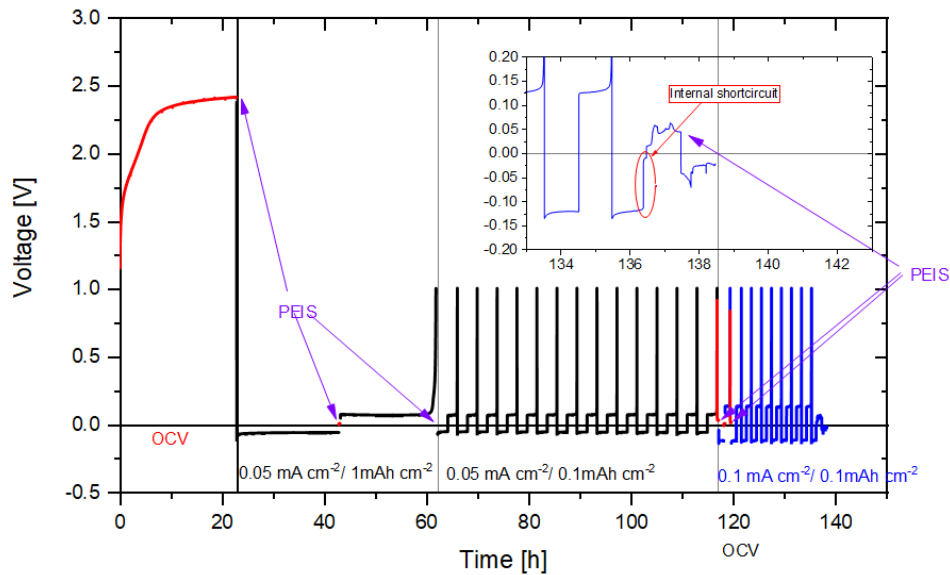 3.0
2.5
2.0
1.5
1.0
0.5
0.0
-0.5
Voltage [V]
0.20
0.15
0.10
0.05
0.00
-0.05
-0.10
-0.15
-0.20
Internal shortcircuit
134 136 138 140 142
PEIS
PEIS
OCV
0.05 mA cm⁻²/ 1mAh cm⁻²
0.05 mA cm⁻²/ 0.1mAh cm⁻²
0.1 mA cm⁻²/ 0.1mAh cm⁻²
0 20 40 60 80 100 120 140
OCV
Time [h]